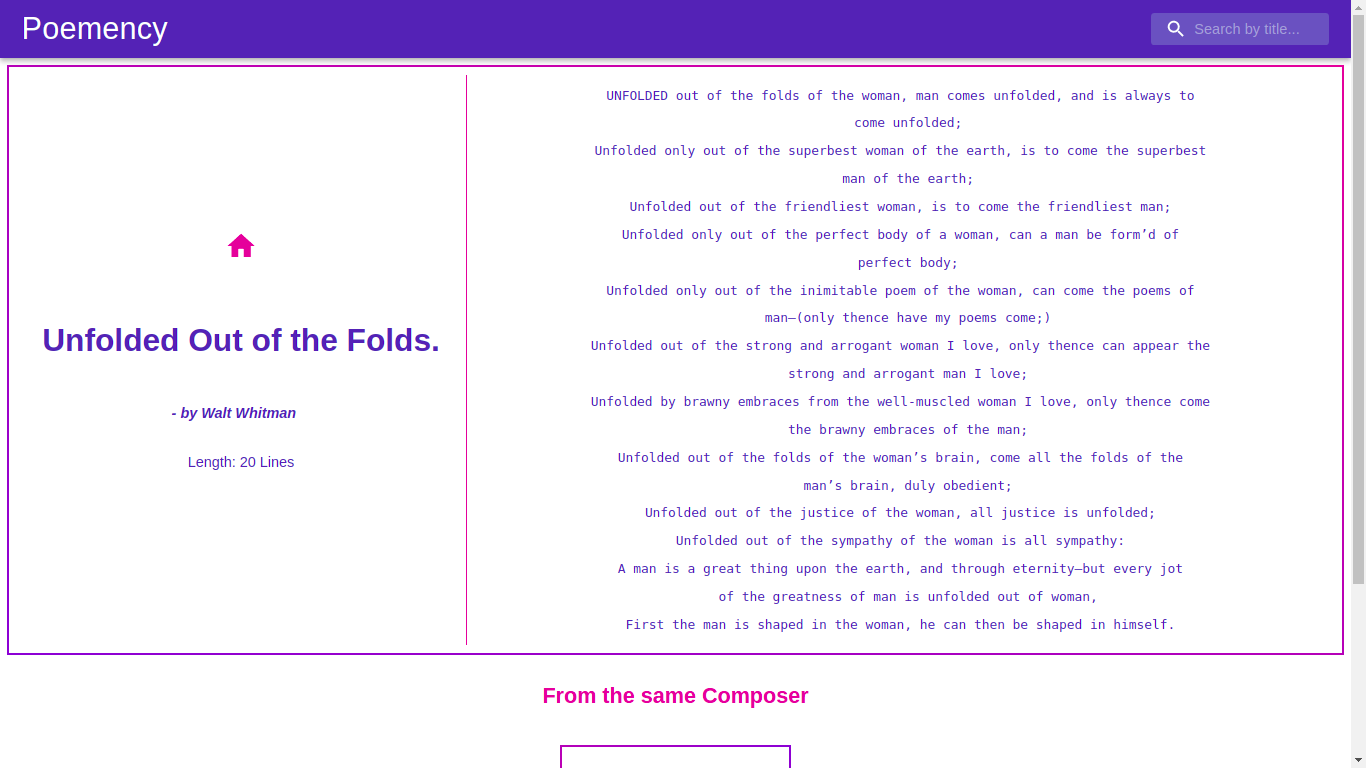 Poemency
Search by title...
Unfolded Out of the Folds.
- by Walt Whitman
Length: 20 Lines
UNFOLDED out of the folds of the woman, man comes unfolded, and is always to
come unfolded;
Unfolded only out of the superbest woman of the earth, is to come the superbest
man of the earth;
Unfolded out of the friendliest woman, is to come the friendliest man;
Unfolded only out of the perfect body of a woman, can a man be form’d of
perfect body;
Unfolded only out of the inimitable poem of the woman, can come the poems of
man—(only thence have my poems come;)
Unfolded out of the strong and arrogant woman I love, only thence can appear the
strong and arrogant man I love;
Unfolded by brawny embraces from the well-muscled woman I love, only thence come
the brawny embraces of the man;
Unfolded out of the folds of the woman’s brain, come all the folds of the
man’s brain, duly obedient;
Unfolded out of the justice of the woman, all justice is unfolded;
Unfolded out of the sympathy of the woman is all sympathy:
A man is a great thing upon the earth, and through eternity—but every jot
of the greatness of man is unfolded out of woman,
First the man is shaped in the woman, he can then be shaped in himself.
From the same Composer